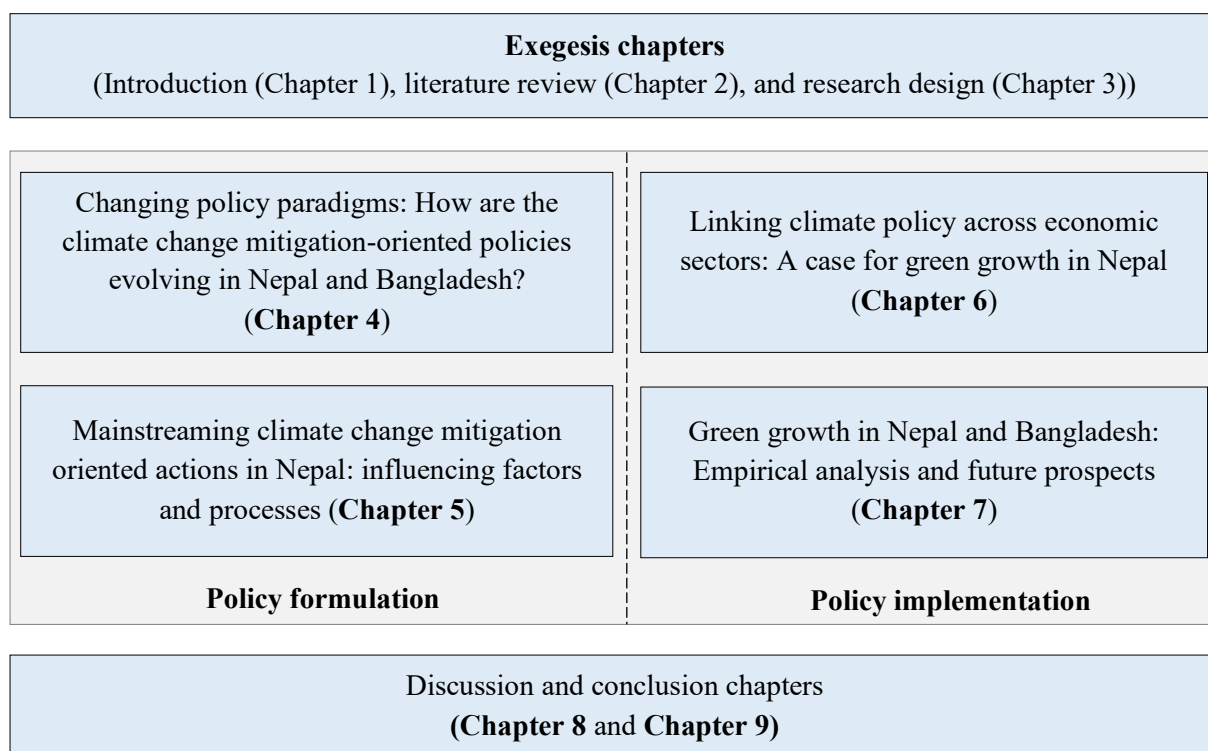 Exegesis chapters
(Introduction (Chapter 1), literature review (Chapter 2), and research design (Chapter 3))
Changing policy paradigms: How are the
climate change mitigation-oriented policies
evolving in Nepal and Bangladesh?
(Chapter 4)
Mainstreaming climate change mitigation
oriented actions in Nepal: influencing factors
and processes (Chapter 5)
Policy formulation
Linking climate policy across economic
sectors: A case for green growth in Nepal
(Chapter 6)
Green growth in Nepal and Bangladesh:
Empirical analysis and future prospects
(Chapter 7)
Policy implementation
Discussion and conclusion chapters
(Chapter 8 and Chapter 9)